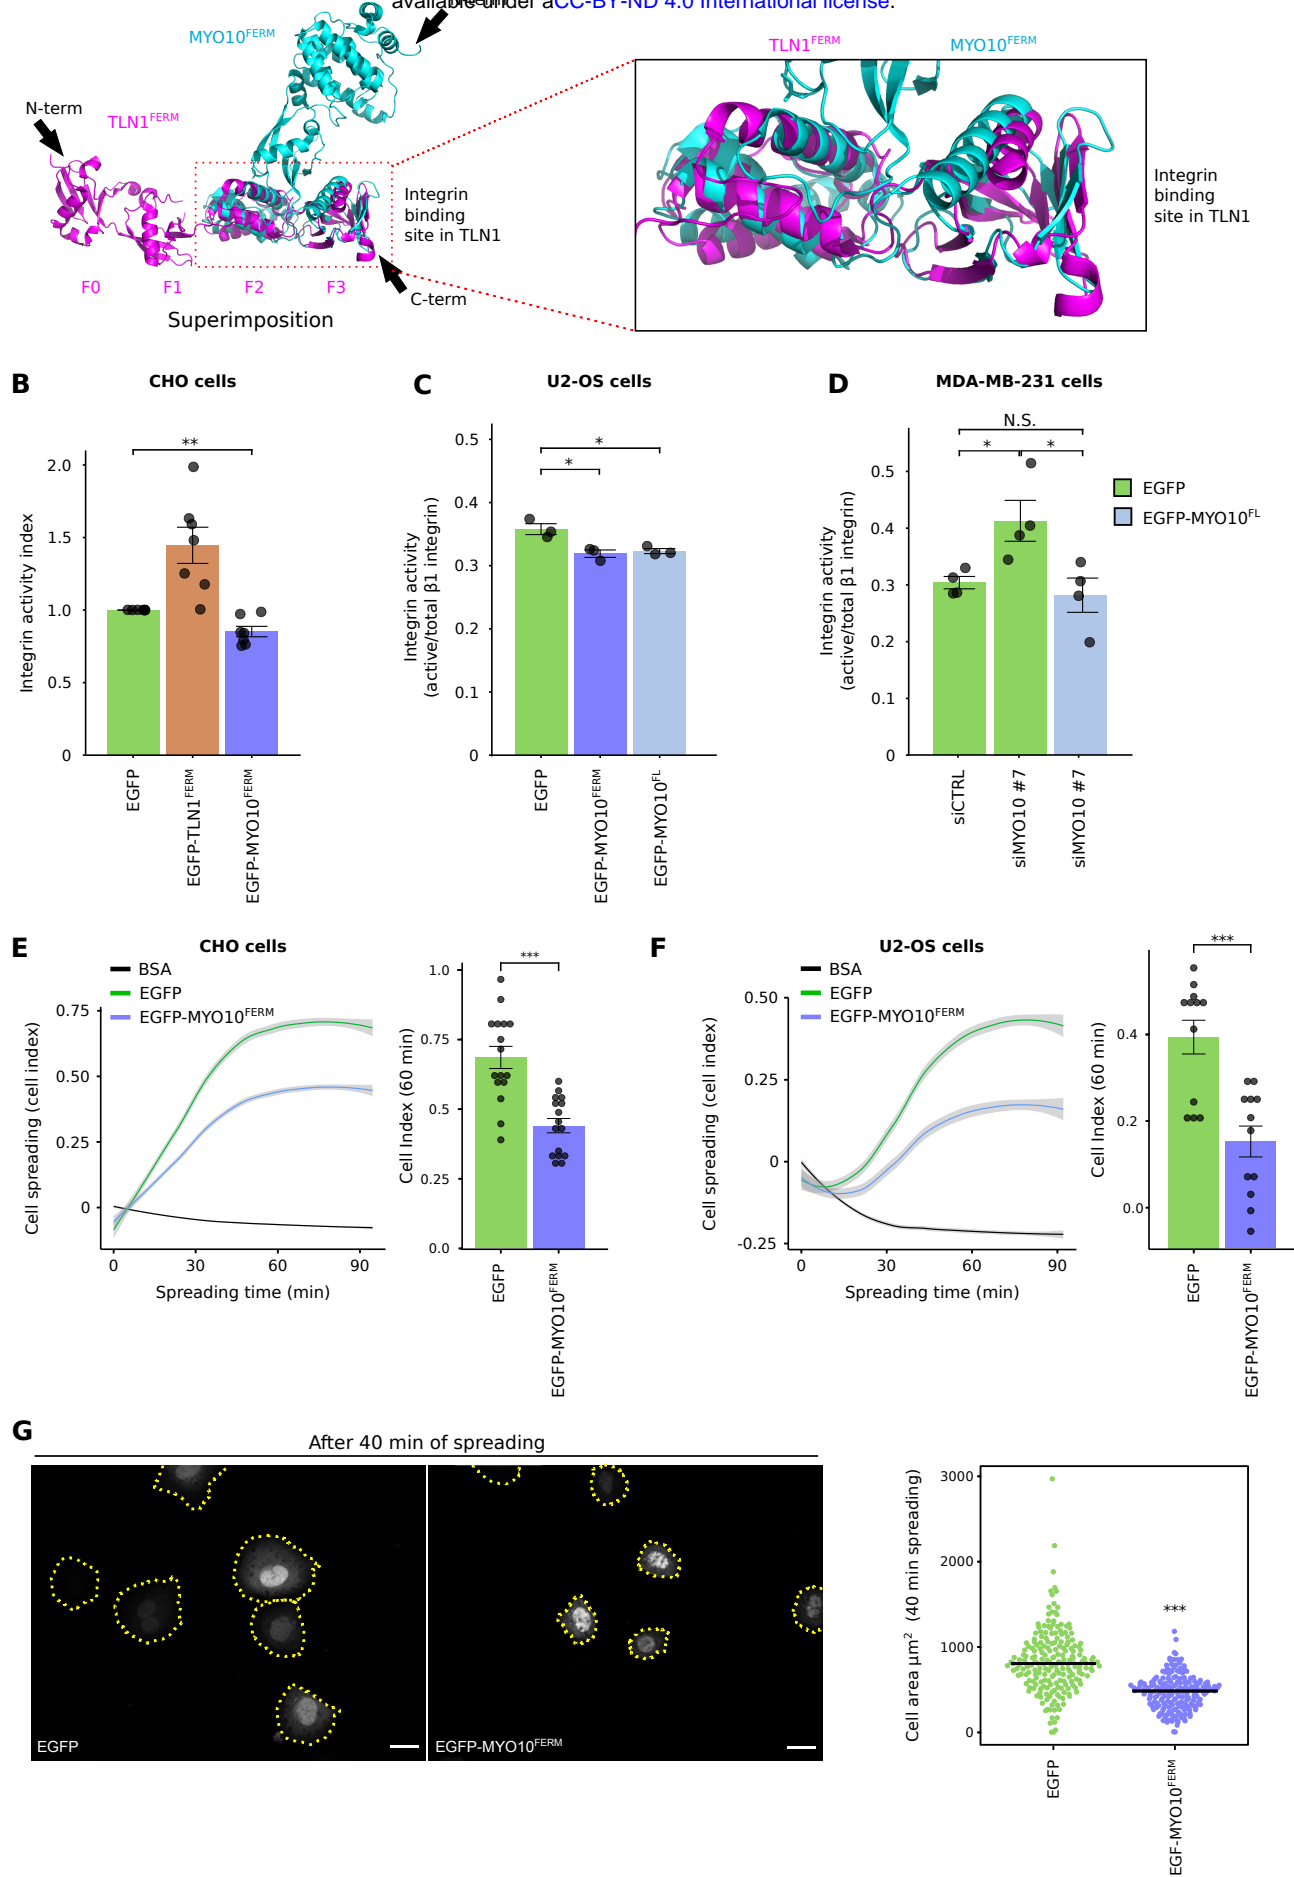 available under aCC-BY-ND 4.0 International license.
MYO10FERM
N-term
TLN1FERM
F0 F1 F2 F3
Superimposition
Integrin
binding
site in TLN1
C-term
TLN1FERM MYO10FERM
Integrin
binding
site in TLN1
B CHO cells
**
Integrin activity index
2.0
1.5
1.0
0.5
0
EGFP
EGFP-TLN1FERM
EGFP-MYO10FERM
C U2-OS cells
*
*
Integrin activity
(active/total β1 integrin)
0.5
0.4
0.3
0.2
0.1
0
EGFP
EGFP-MYO10FERM
EGFP-MYO10FL
D MDA-MB-231 cells
N.S.
* *
Integrin activity
(active/total β1 integrin)
0.5
0.4
0.3
0.2
0.1
0
siCTRL
siMYO10 #7
siMYO10 #7
EGFP
EGFP-MYO10FL
E CHO cells
BSA
EGFP
EGFP-MYO10FERM
Cell spreading (cell index)
0.75
0.50
0.25
0
0 30 60 90
Spreading time (min)
***
Cell Index (60 min)
1.0
0.75
0.5
0.25
0.0
EGFP
EGFP-MYO10FERM
F U2-OS cells
BSA
EGFP
EGFP-MYO10FERM
Cell spreading (cell index)
0.50
0.25
0
-0.25
0 30 60 90
Spreading time (min)
***
Cell Index (60 min)
0.4
0.2
0.0
EGFP
EGFP-MYO10FERM
G
After 40 min of spreading
EGFP
EGFP-MYO10FERM
Cell area μm2 (40 min spreading)
3000
2000
1000
0
***
EGFP
EGF-MYO10FERM